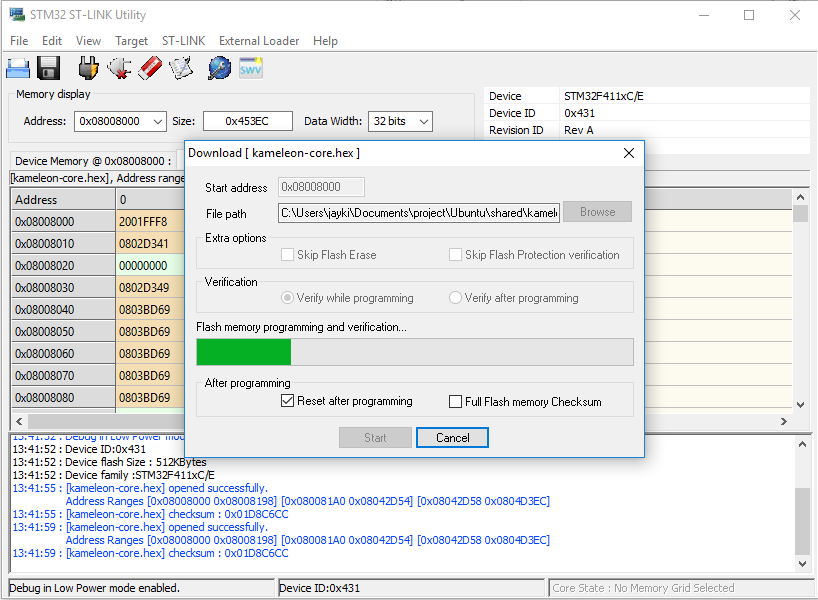 STM32 ST-LINK Utility
File Edit View Target ST-LINK External Loader Help
SWV
Memory display
Address: 0x08008000 Size: 0x453EC Data Width: 32 bits
Device STM32F411xC/E
Device ID 0x431
Revision ID Rev A
Device Memory @ 0x08008000 :
[kameleon-core.hex], Address range
Address 0
0x08008000 2001FFF8
0x08008010 0802D341
0x08008020 00000000
0x08008030 0802D349
0x08008040 0803BD69
0x08008050 0803BD69
0x08008060 0803BD69
0x08008070 0803BD69
0x08008080 0803BD69
Download [ kameleon-core.hex ]
Start address 0x08008000
File path C:\Users\jayki\Documents\project\Ubuntu\shared\kamele Browse
Extra options
Skip Flash Erase Skip Flash Protection verification
Verification
Verify while programming Verify after programming
Flash memory programming and verification...
After programming
Reset after programming Full Flash memory Checksum
Start Cancel
13:41:52 : Debug in Low Power mod
13:41:52 : Device ID:0x431
13:41:52 : Device flash Size : 512KBytes
13:41:52 : Device family :STM32F411xC/E
13:41:55 : [kameleon-core.hex] opened successfully.
Address Ranges [0x08008000 0x08008198] [0x080081A0 0x08042D54] [0x08042D58 0x0804D3EC]
13:41:55 : [kameleon-core.hex] checksum : 0x01D8C6CC
13:41:59 : [kameleon-core.hex] opened successfully.
Address Ranges [0x08008000 0x08008198] [0x080081A0 0x08042D54] [0x08042D58 0x0804D3EC]
13:41:59 : [kameleon-core.hex] checksum : 0x01D8C6CC
Debug in Low Power mode enabled. Device ID:0x431 Core State : No Memory Grid Selected